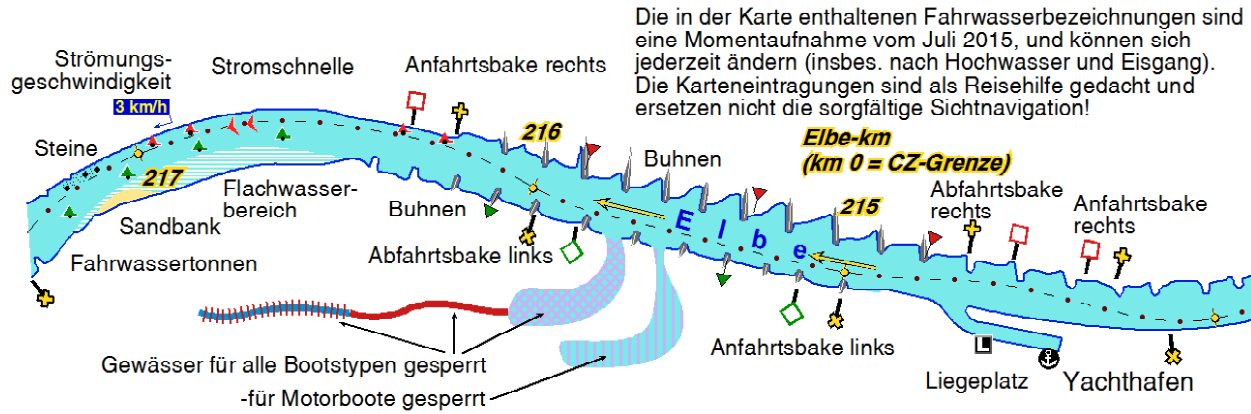 Die in der Karte enthaltenen Fahrwasserbezeichnungen sind
eine Momentaufnahme vom Juli 2015, und können sich
jederzeit ändern (insbes. nach Hochwasser und Eisgang).
Die Karteneintragungen sind als Reisehilfe gedacht und
ersetzen nicht die sorgfältige Sichtnavigation!
Strömungs-
geschwindigkeit
3 km/h
Stromschnelle
Anfahrtsbake rechts
216
Elbe-km
(km 0 = CZ-Grenze)
Steine
217
Buhnen
215
Abfahrtsbake
rechts
Anfahrtsbake
rechts
Flachwasser-
bereich
Sandbank
Buhnen
Elbe
Abfahrtsbake links
Fahrwassertonnen
Anfahrtsbake links
Gewässer für alle Bootstypen gesperrt
-für Motorboote gesperrt
L
Liegeplatz
Yachthafen